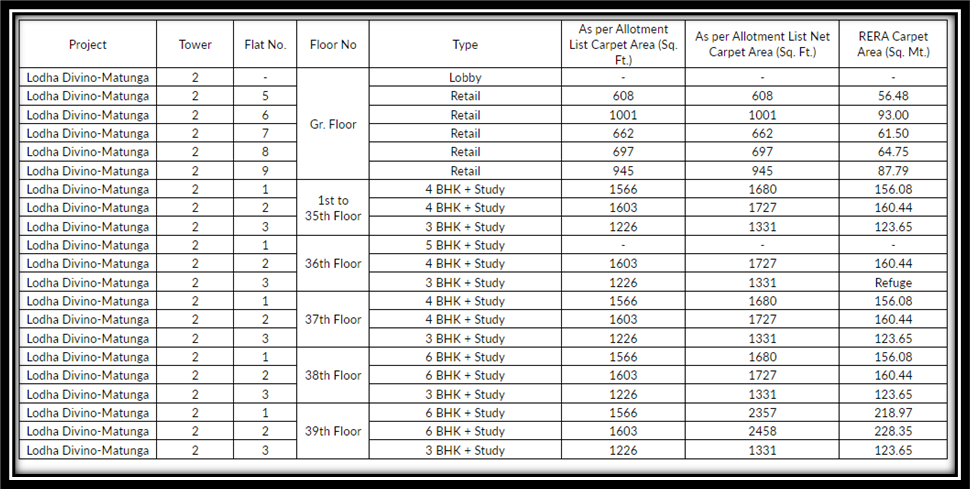 Project Tower Flat No. Floor No Type As per Allotment List Carpet Area (Sq. Ft.) As per Allotment List Net Carpet Area (Sq. Ft.) RERA Carpet Area (Sq. Mt.)
Lodha Divino-Matunga 2 - Gr. Floor Lobby - - -
Lodha Divino-Matunga 2 5 Retail 608 608 56.48
Lodha Divino-Matunga 2 6 Retail 1001 1001 93.00
Lodha Divino-Matunga 2 7 Retail 662 662 61.50
Lodha Divino-Matunga 2 8 Retail 697 697 64.75
Lodha Divino-Matunga 2 9 Retail 945 945 87.79
Lodha Divino-Matunga 2 1 1st to 35th Floor 4 BHK + Study 1566 1680 156.08
Lodha Divino-Matunga 2 2 4 BHK + Study 1603 1727 160.44
Lodha Divino-Matunga 2 3 3 BHK + Study 1226 1331 123.65
Lodha Divino-Matunga 2 1 36th Floor 5 BHK + Study - - -
Lodha Divino-Matunga 2 2 4 BHK + Study 1603 1727 160.44
Lodha Divino-Matunga 2 3 3 BHK + Study 1226 1331 Refuge
Lodha Divino-Matunga 2 1 37th Floor 4 BHK + Study 1566 1680 156.08
Lodha Divino-Matunga 2 2 4 BHK + Study 1603 1727 160.44
Lodha Divino-Matunga 2 3 3 BHK + Study 1226 1331 123.65
Lodha Divino-Matunga 2 1 38th Floor 6 BHK + Study 1566 1680 156.08
Lodha Divino-Matunga 2 2 6 BHK + Study 1603 1727 160.44
Lodha Divino-Matunga 2 3 3 BHK + Study 1226 1331 123.65
Lodha Divino-Matunga 2 1 39th Floor 6 BHK + Study 1566 2357 218.97
Lodha Divino-Matunga 2 2 6 BHK + Study 1603 2458 228.35
Lodha Divino-Matunga 2 3 3 BHK + Study 1226 1331 123.65